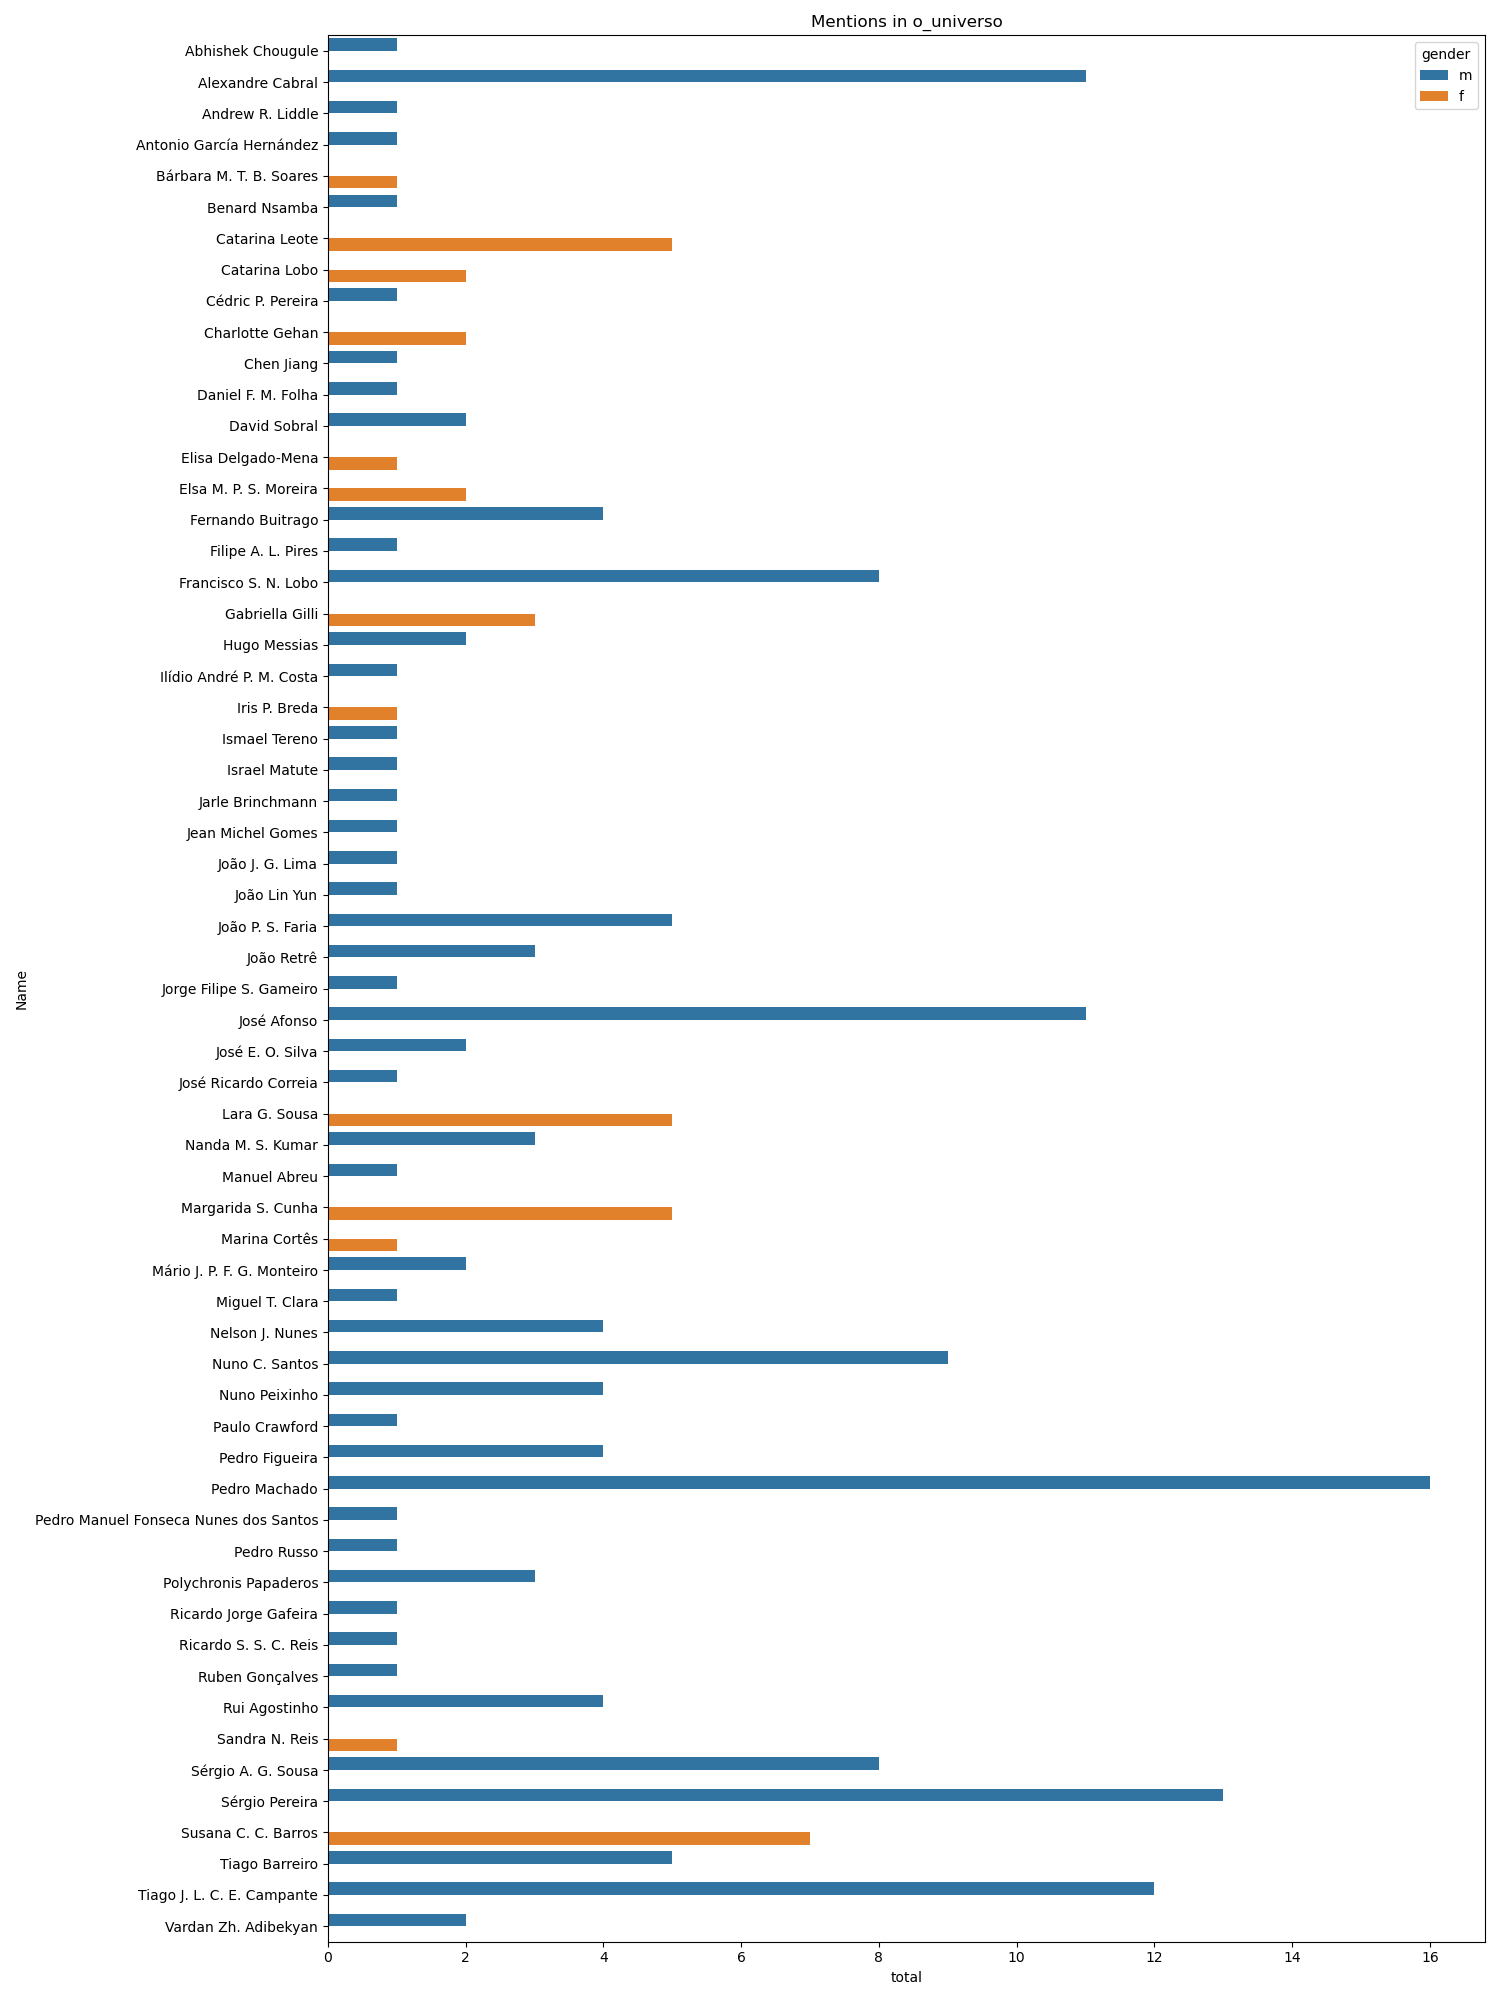 Mentions in o_universo
gender
m
f
Name
Abhishek Chougule
Alexandre Cabral
Andrew R. Liddle
Antonio García Hernández
Bárbara M. T. B. Soares
Benard Nsamba
Catarina Leote
Catarina Lobo
Cédric P. Pereira
Charlotte Gehan
Chen Jiang
Daniel F. M. Folha
David Sobral
Elisa Delgado-Mena
Elsa M. P. S. Moreira
Fernando Buitrago
Filipe A. L. Pires
Francisco S. N. Lobo
Gabriella Gilli
Hugo Messias
Ilídio André P. M. Costa
Iris P. Breda
Ismael Tereno
Israel Matute
Jarle Brinchmann
Jean Michel Gomes
João J. G. Lima
João Lin Yun
João P. S. Faria
João Retrê
Jorge Filipe S. Gameiro
José Afonso
José E. O. Silva
José Ricardo Correia
Lara G. Sousa
Nanda M. S. Kumar
Manuel Abreu
Margarida S. Cunha
Marina Cortês
Mário J. P. F. G. Monteiro
Miguel T. Clara
Nelson J. Nunes
Nuno C. Santos
Nuno Peixinho
Paulo Crawford
Pedro Figueira
Pedro Machado
Pedro Manuel Fonseca Nunes dos Santos
Pedro Russo
Polychronis Papaderos
Ricardo Jorge Gafeira
Ricardo S. S. C. Reis
Ruben Gonçalves
Rui Agostinho
Sandra N. Reis
Sérgio A. G. Sousa
Sérgio Pereira
Susana C. C. Barros
Tiago Barreiro
Tiago J. L. C. E. Campante
Vardan Zh. Adibekyan
0 2 4 6 8 10 12 14 16
total